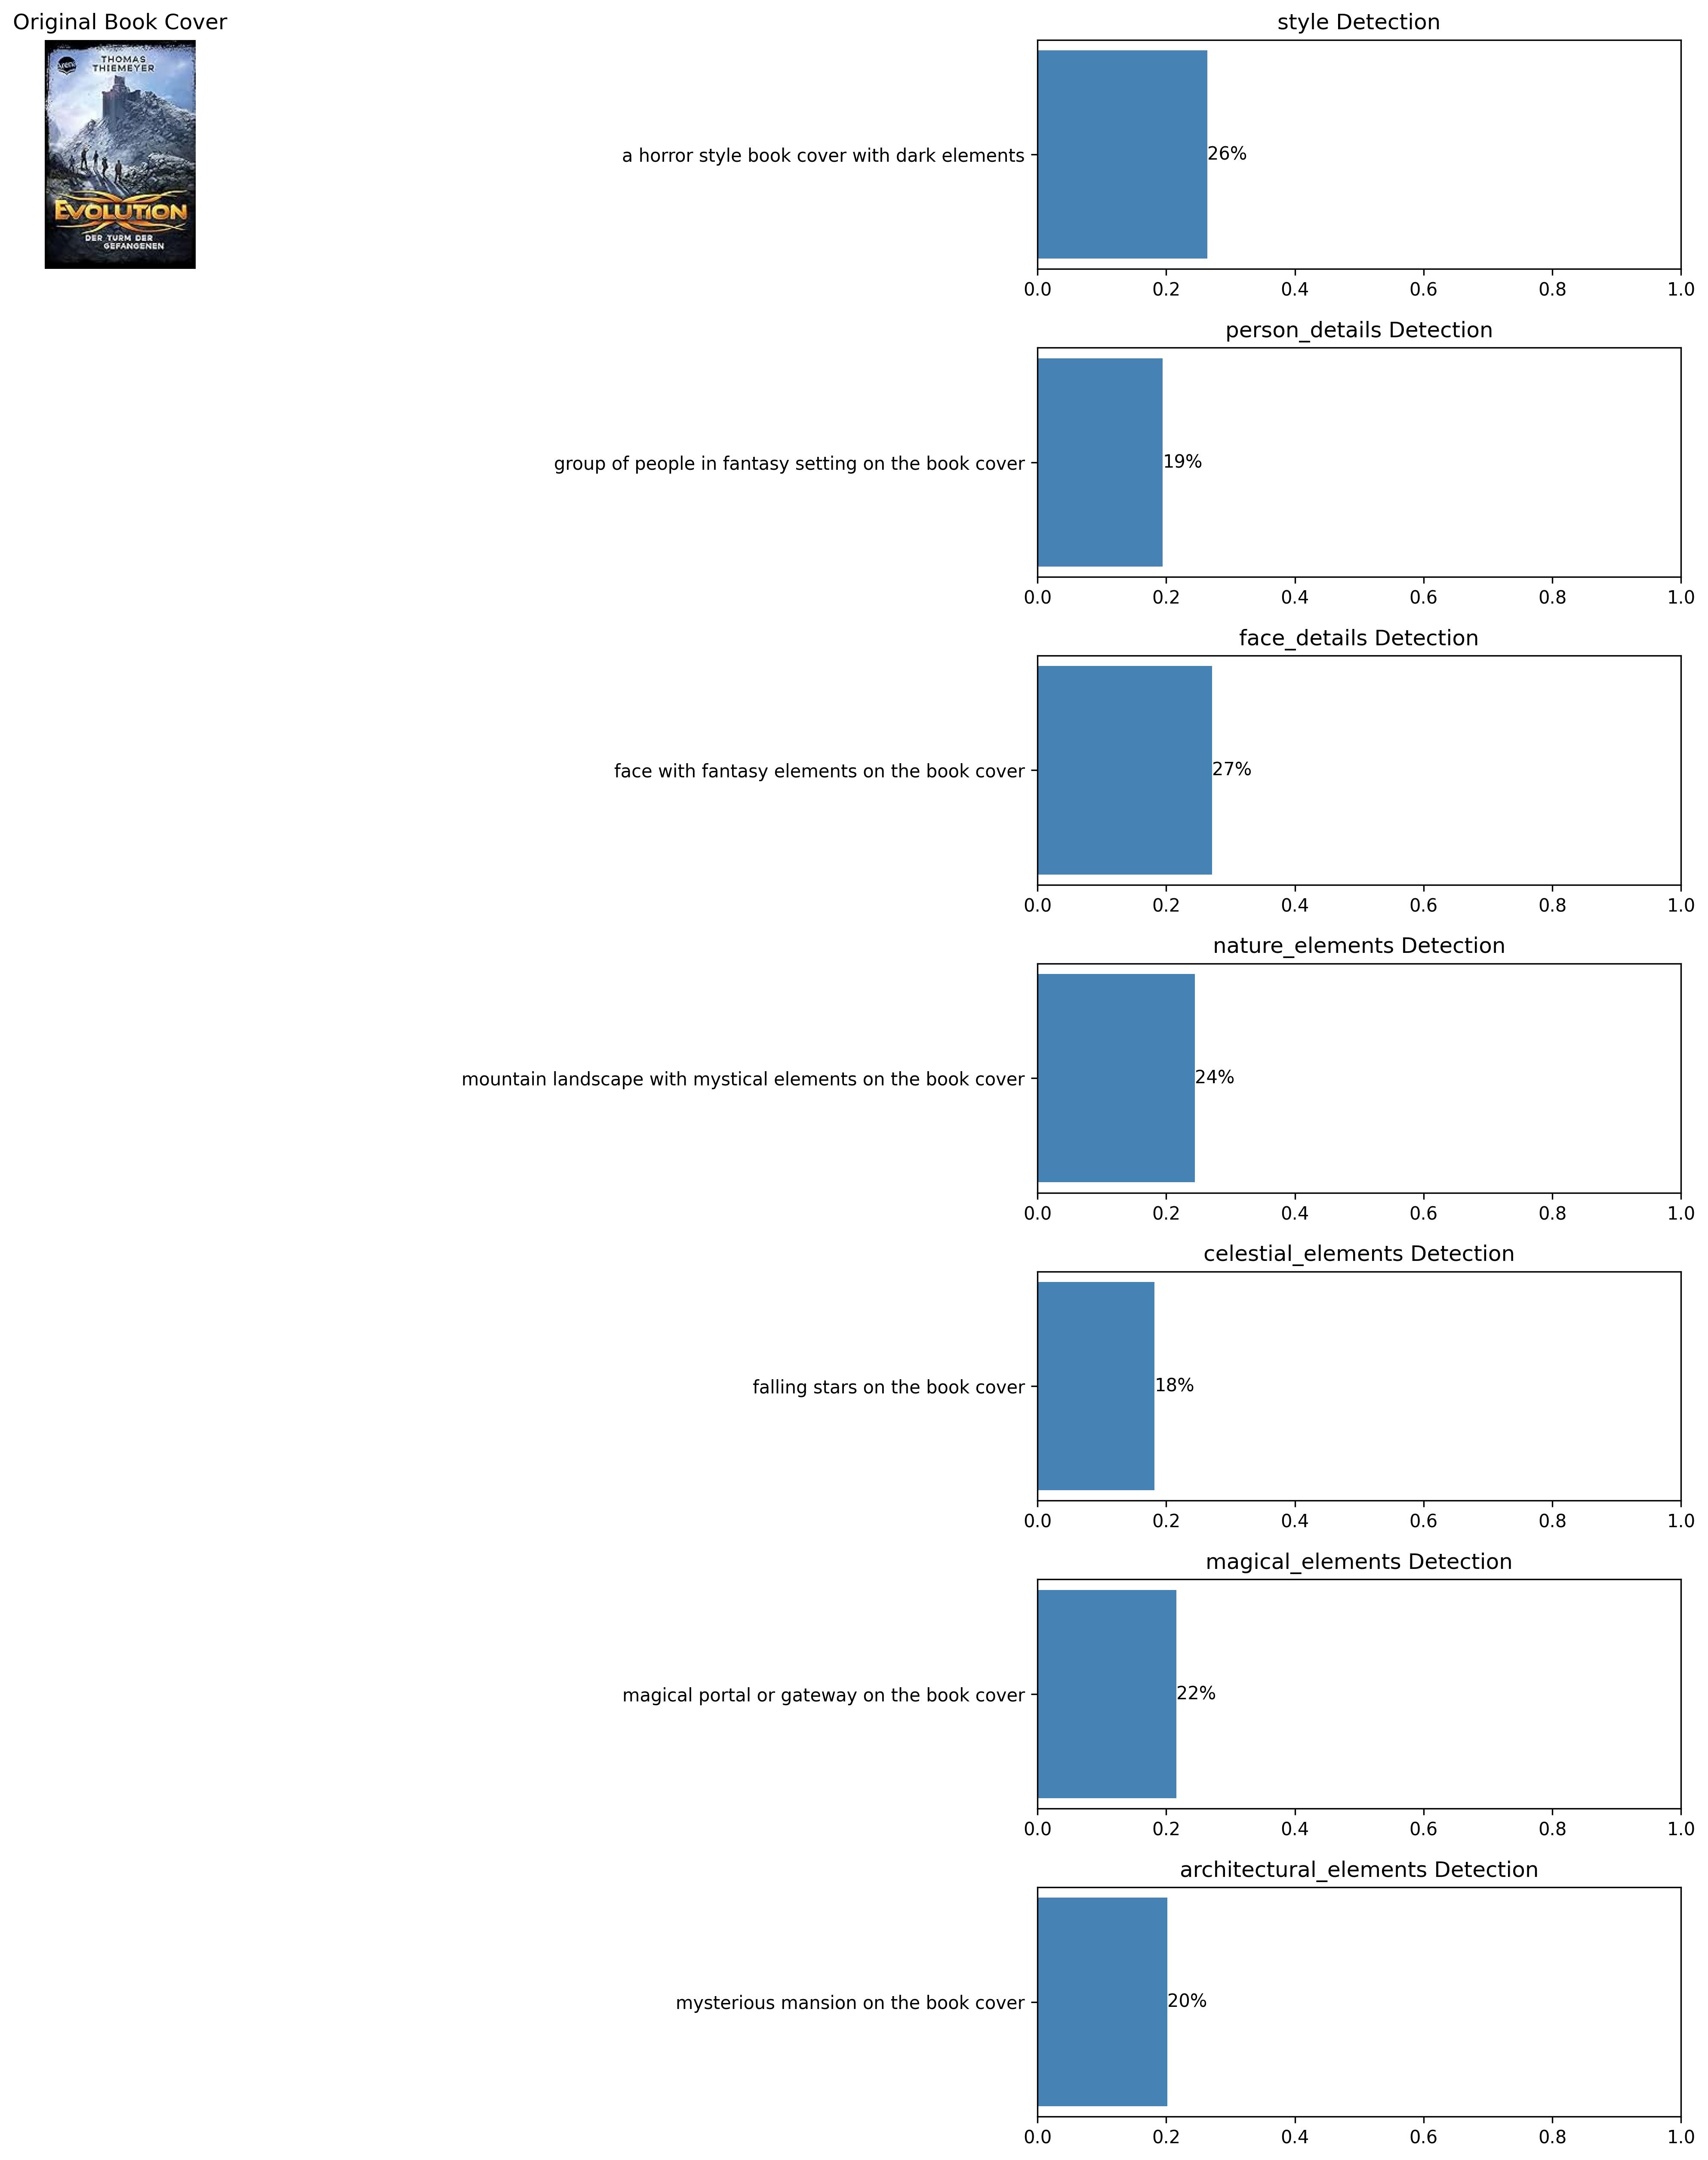 Original Book Cover
Arena
THOMAS
THIEMEYER
EVOLUTION
DER TURM DER
GEFANGENEN
style Detection
a horror style book cover with dark elements
26%
0.0 0.2 0.4 0.6 0.8 1.0
person_details Detection
group of people in fantasy setting on the book cover
19%
0.0 0.2 0.4 0.6 0.8 1.0
face_details Detection
face with fantasy elements on the book cover
27%
0.0 0.2 0.4 0.6 0.8 1.0
nature_elements Detection
mountain landscape with mystical elements on the book cover
24%
0.0 0.2 0.4 0.6 0.8 1.0
celestial_elements Detection
falling stars on the book cover
18%
0.0 0.2 0.4 0.6 0.8 1.0
magical_elements Detection
magical portal or gateway on the book cover
22%
0.0 0.2 0.4 0.6 0.8 1.0
architectural_elements Detection
mysterious mansion on the book cover
20%
0.0 0.2 0.4 0.6 0.8 1.0